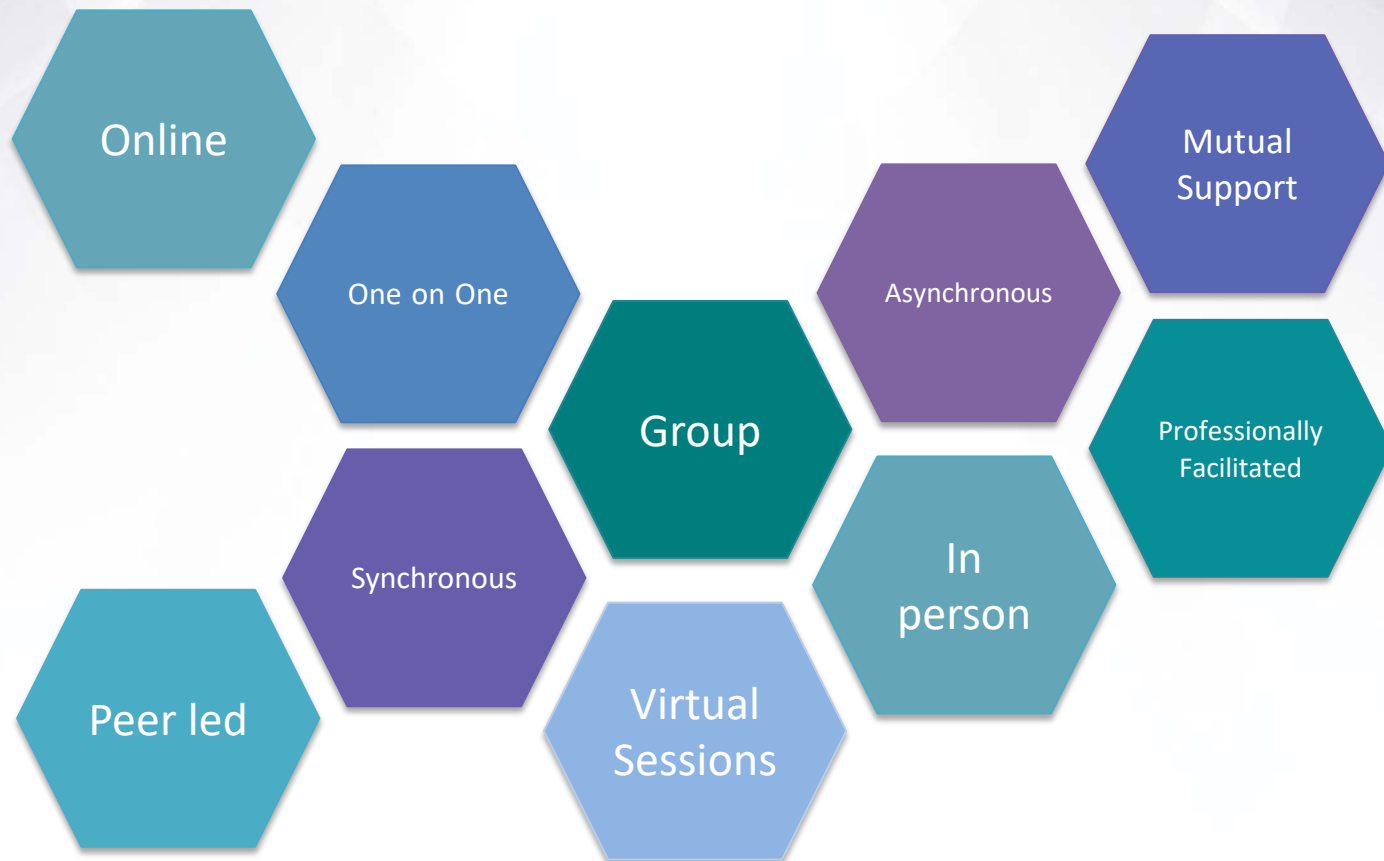 Online
Mutual
Support
One on One
Asynchronous
Group
Professionally
Facilitated
Synchronous
In
person
Peer led
Virtual
Sessions